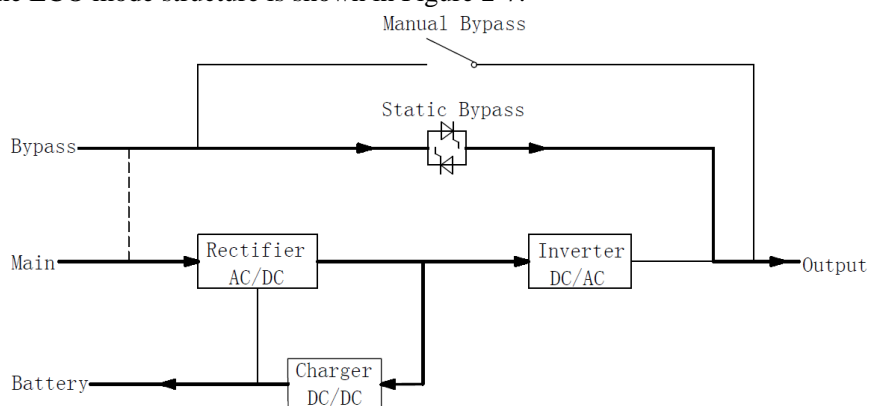 he ECO mode structure is shown in Figure 2-7.
Manual Bypass
Static Bypass
Bypass
Main
Rectifier
AC/DC
Inverter
DC/AC
Output
Battery
Charger
DC/DC